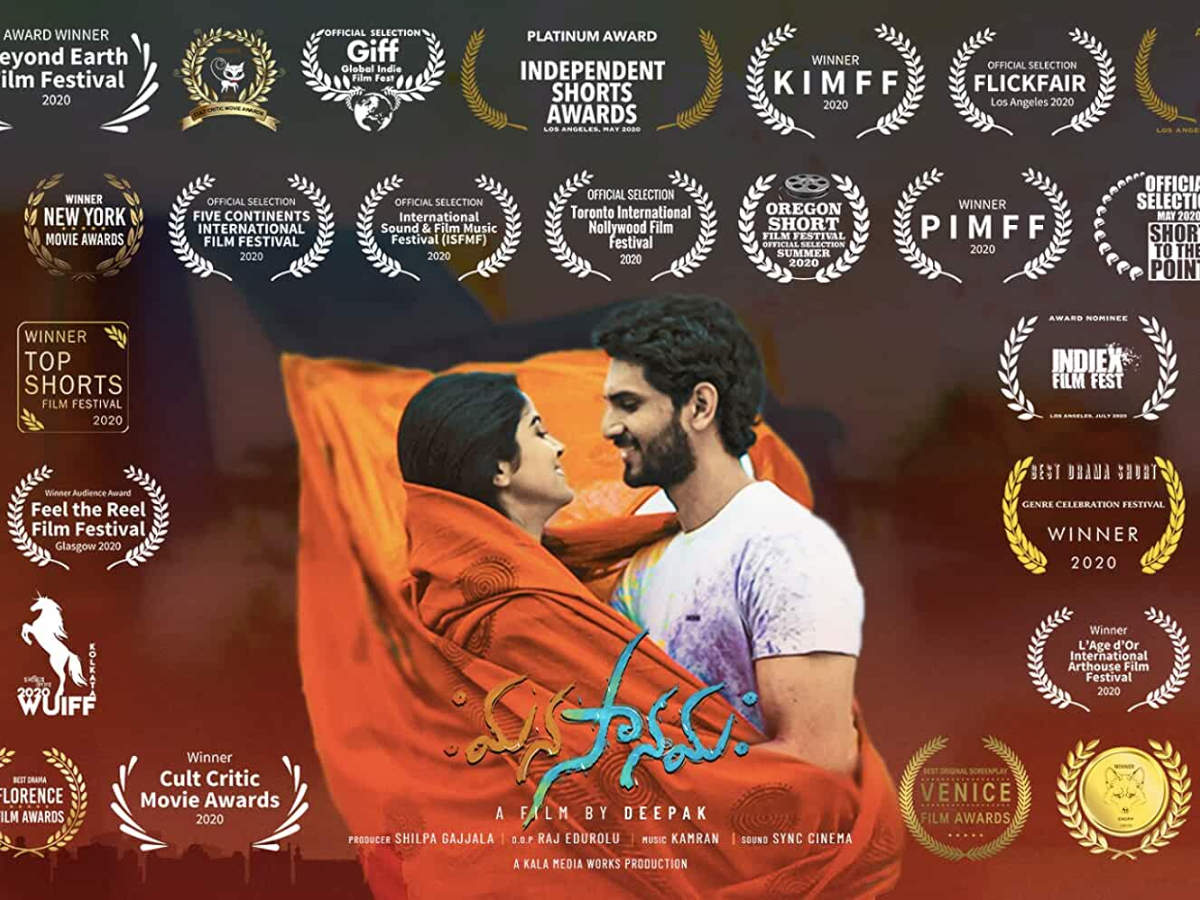 AWARD WINNER
eyond Earth
ilm Festival
2020
CULT CRITIC MOVIE AWARDS
OFFICIAL SELECTION
Giff
Global Indie
Film Fest
PLATINUM AWARD
INDEPENDENT
SHORTS
AWARDS
LOS ANGELES, MAY 2020
WINNER
KIMFF
2020
OFFICIAL SELECTION
FLICKFAIR
Los Angeles 2020
LOS ANGE
WINNER
NEW YORK
MOVIE AWARDS
OFFICIAL SELECTION
FIVE CONTINENTS
INTERNATIONAL
FILM FESTIVAL
2020
OFFICIAL SELECTION
International
Sound & Film Music
Festival (ISFMF)
2020
OFFICIAL SELECTION
Toronto International
Nollywood Film
Festival
2020
OREGON
SHORT
FILM FESTIVAL
OFFICIAL SELECTION
SUMMER
2020
WINNER
PIMFF
2020
OFFICIA
SELECTION
MAY 2020
SHORT
TO THE
POINT
WINNER
TOP
SHORTS
FILM FESTIVAL
2020
AWARD NOMINEE
INDIEX
FILM FEST
LOS ANGELES, JULY 2020
Winner Audience Award
Feel the Reel
Film Festival
Glasgow 2020
BEST DRAMA SHORT
GENRE CELEBRATION FESTIVAL
WINNER
2020
KOLKATA
2020
WUIFF
Winner
L'Age d'Or
International
Arthouse Film
Festival
2020
:మనసానమః:
BEST DRAMA
FLORENCE
FILM AWARDS
Winner
Cult Critic
Movie Awards
2020
BEST ORIGINAL SCREENPLAY
VENICE
FILM AWARDS
WINNER
A FILM BY DEEPAK
PRODUCER SHILPA GAJJALA | D.O.P RAJ EDUROLU | MUSIC KAMRAN | SOUND SYNC CINEMA
A KALA MEDIA WORKS PRODUCTION